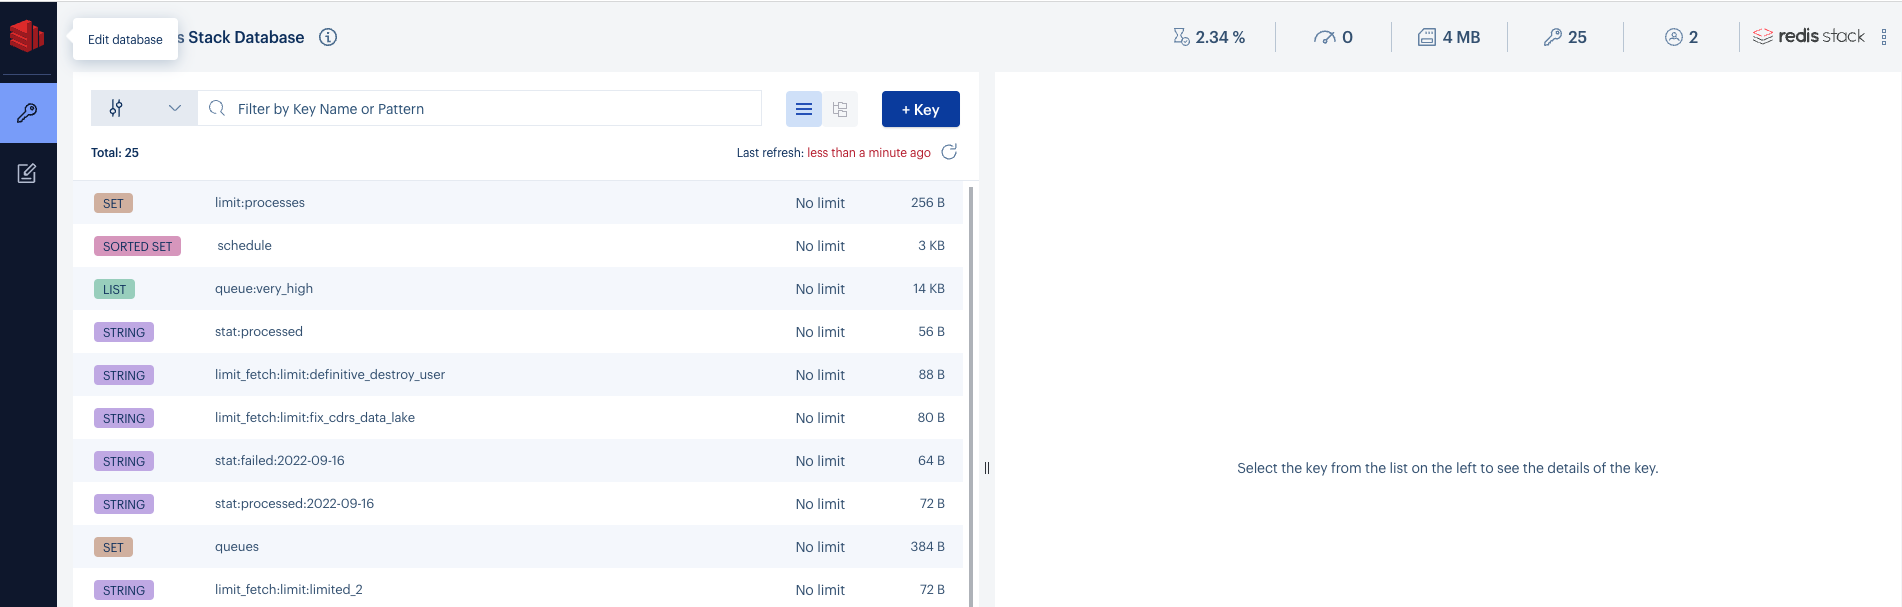 Edit database
s Stack Database
2.34 %
0
4 MB
25
2
redis stack
Filter by Key Name or Pattern
+ Key
Total: 25
Last refresh: less than a minute ago
SET limit:processes No limit 256 B
SORTED SET schedule No limit 3 KB
LIST queue:very_high No limit 14 KB
STRING stat:processed No limit 56 B
STRING limit_fetch:limit:definitive_destroy_user No limit 88 B
STRING limit_fetch:limit:fix_cdrs_data_lake No limit 80 B
STRING stat:failed:2022-09-16 No limit 64 B
STRING stat:processed:2022-09-16 No limit 72 B
SET queues No limit 384 B
STRING limit_fetch:limit:limited_2 No limit 72 B
Select the key from the list on the left to see the details of the key.